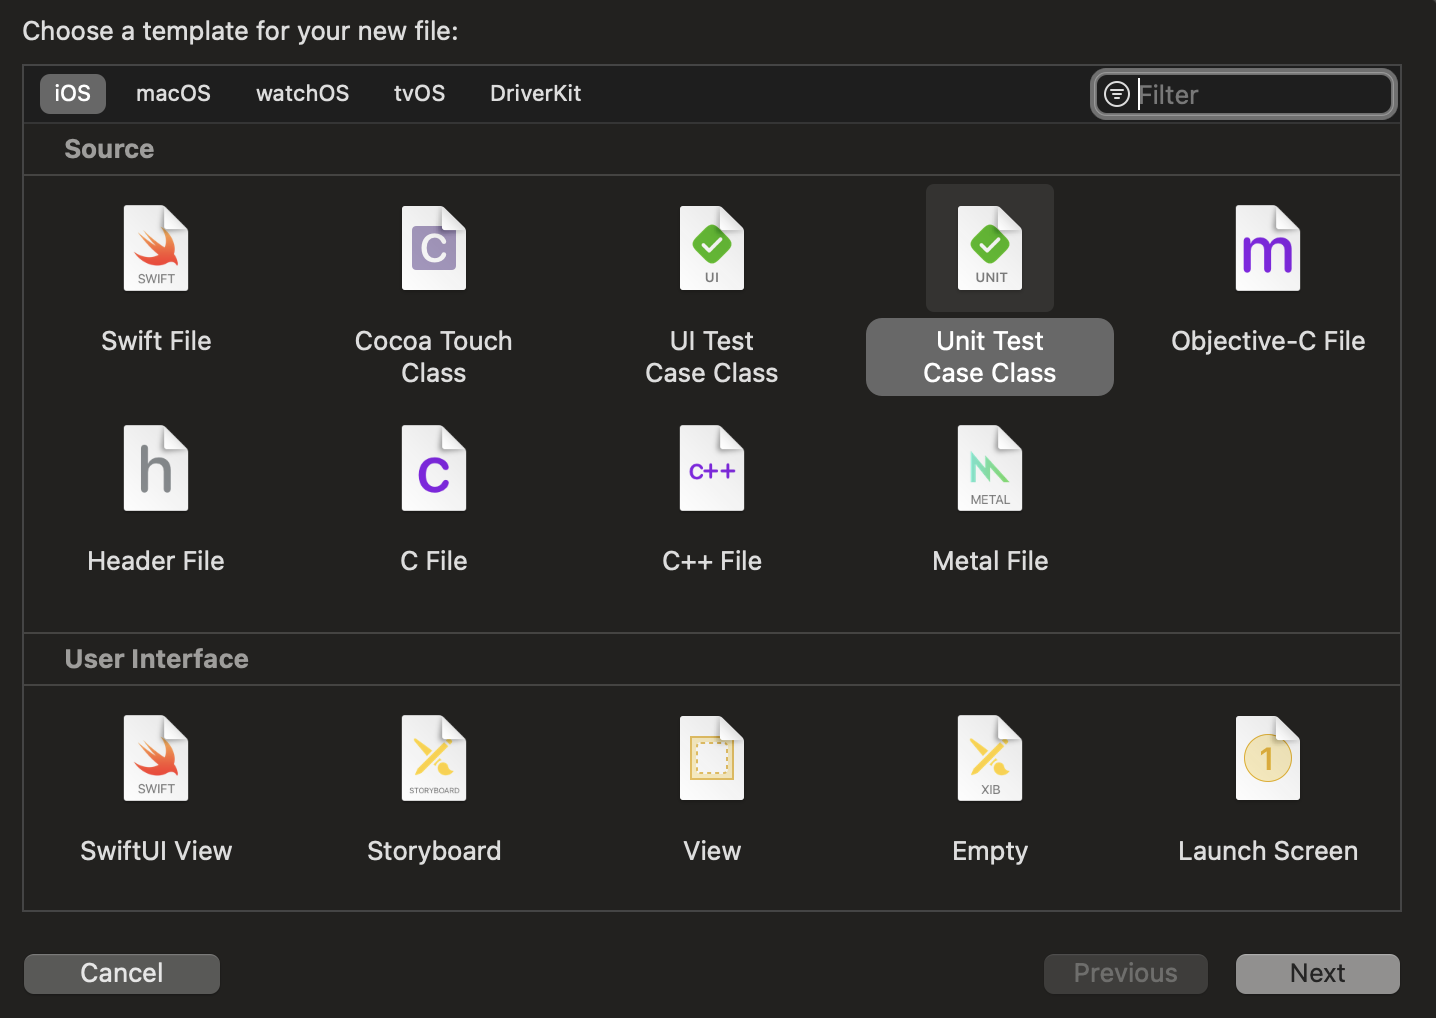 Choose a template for your new file:
iOS macOS watchOS tvOS DriverKit Filter
Source
SWIFT
C
UI
UNIT
m
Swift File
Cocoa Touch
Class
UI Test
Case Class
Unit Test
Case Class
Objective-C File
h
C
C++
METAL
Header File
C File
C++ File
Metal File
User Interface
SWIFT
STORYBOARD
XIB
1
SwiftUI View
Storyboard
View
Empty
Launch Screen
Cancel
Previous
Next